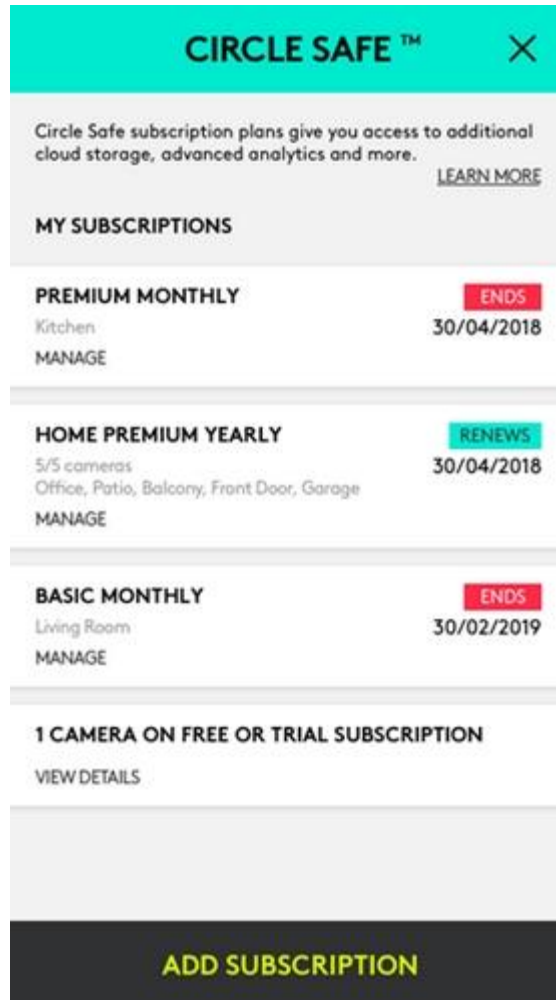 CIRCLE SAFE ™
Circle Safe subscription plans give you access to additional
cloud storage, advanced analytics and more.
LEARN MORE
MY SUBSCRIPTIONS
PREMIUM MONTHLY
ENDS
Kitchen
30/04/2018
MANAGE
HOME PREMIUM YEARLY
RENEWS
5/5 cameras
30/04/2018
Office, Patio, Balcony, Front Door, Garage
MANAGE
BASIC MONTHLY
ENDS
Living Room
30/02/2019
MANAGE
1 CAMERA ON FREE OR TRIAL SUBSCRIPTION
VIEW DETAILS
ADD SUBSCRIPTION